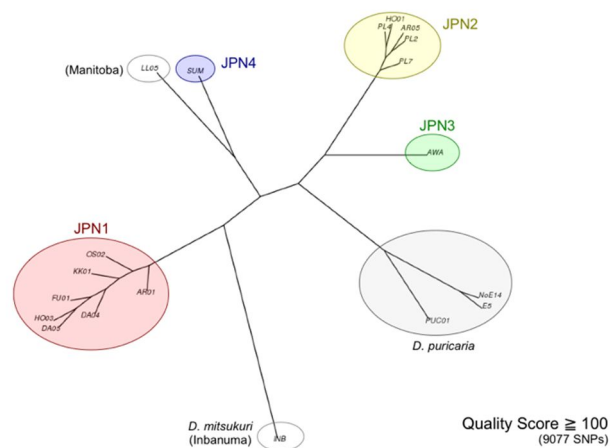 JPN2
HO01
PL4
AR05
PL2
PL7
(Manitoba)
LL05
SUM
JPN4
JPN3
AWA
JPN1
OS02
KK01
AR01
FU01
HO03
DA04
DA05
NoE14
E5
PUC01
D. puricaria
D. mitsukuri
(Inbanuma)
INB
Quality Score ≧ 100
(9077 SNPs)